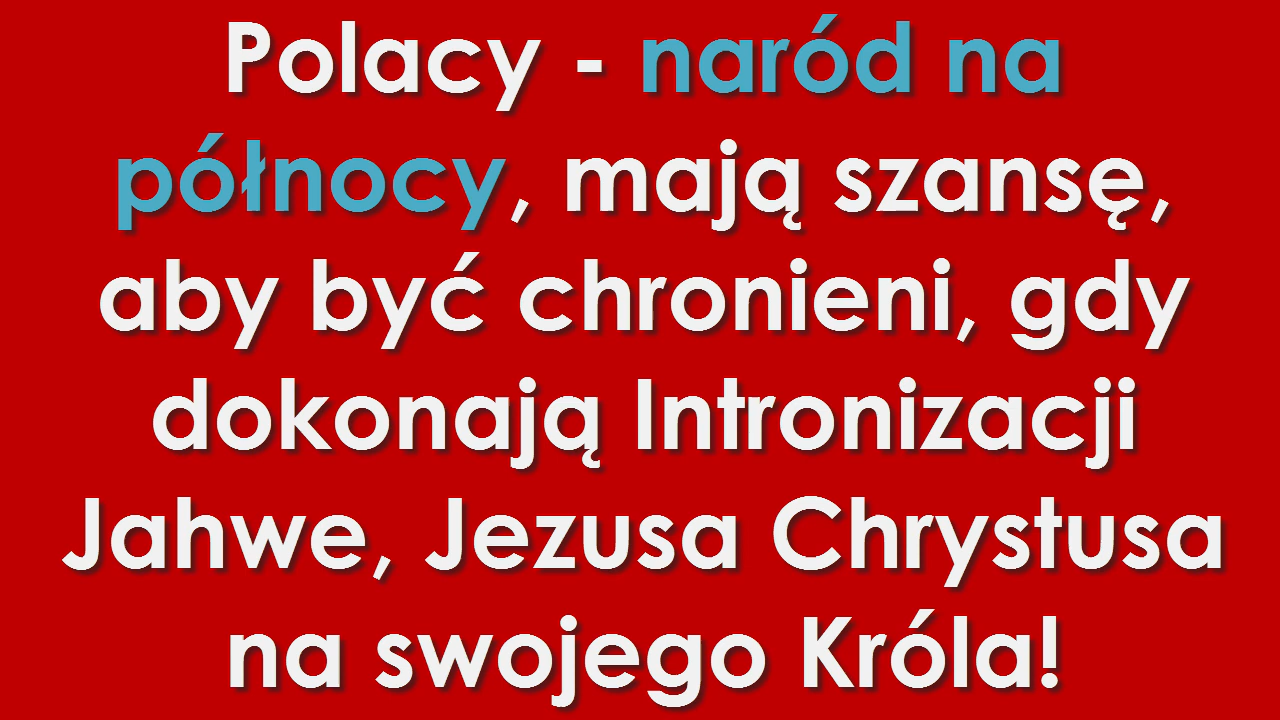 Polacy - naród na
północy, mają szansę,
aby być chronieni, gdy
dokonają Intronizacji
Jahwe, Jezusa Chrystusa
na swojego Króla!